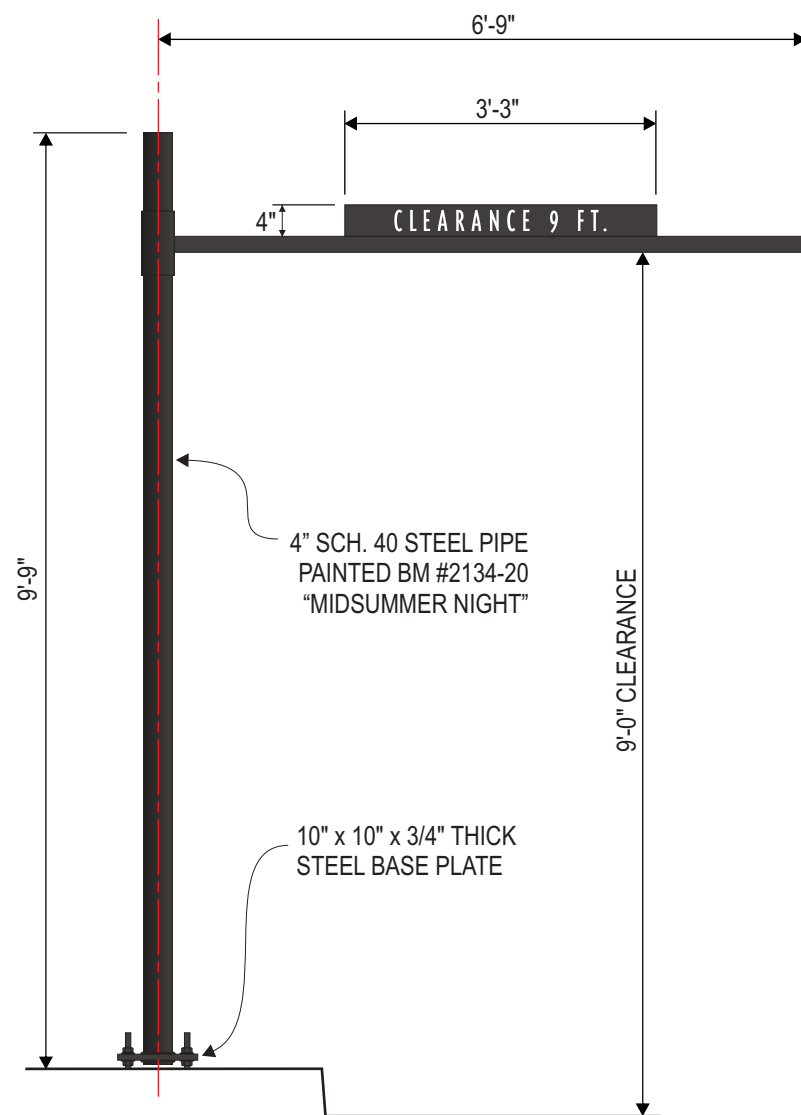 6'-9"
3'-3"
4"
CLEARANCE 9 FT.
9'-9"
4” SCH. 40 STEEL PIPE
PAINTED BM #2134-20
“MIDSUMMER NIGHT”
9'-0" CLEARANCE
10" x 10" x 3/4" THICK
STEEL BASE PLATE